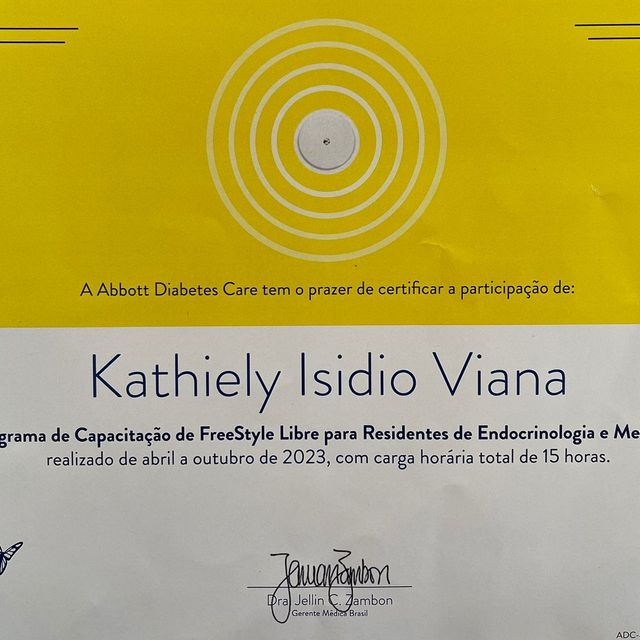 A Abbott Diabetes Care tem o prazer de certificar a participação de:
Kathiely Isidio Viana
grama de Capacitação de FreeStyle Libre para Residentes de Endocrinologia e Me
realizado de abril a outubro de 2023, com carga horária total de 15 horas.
Dra. Jellin C. Zambon
Gerente Médica Brasil
ADC-